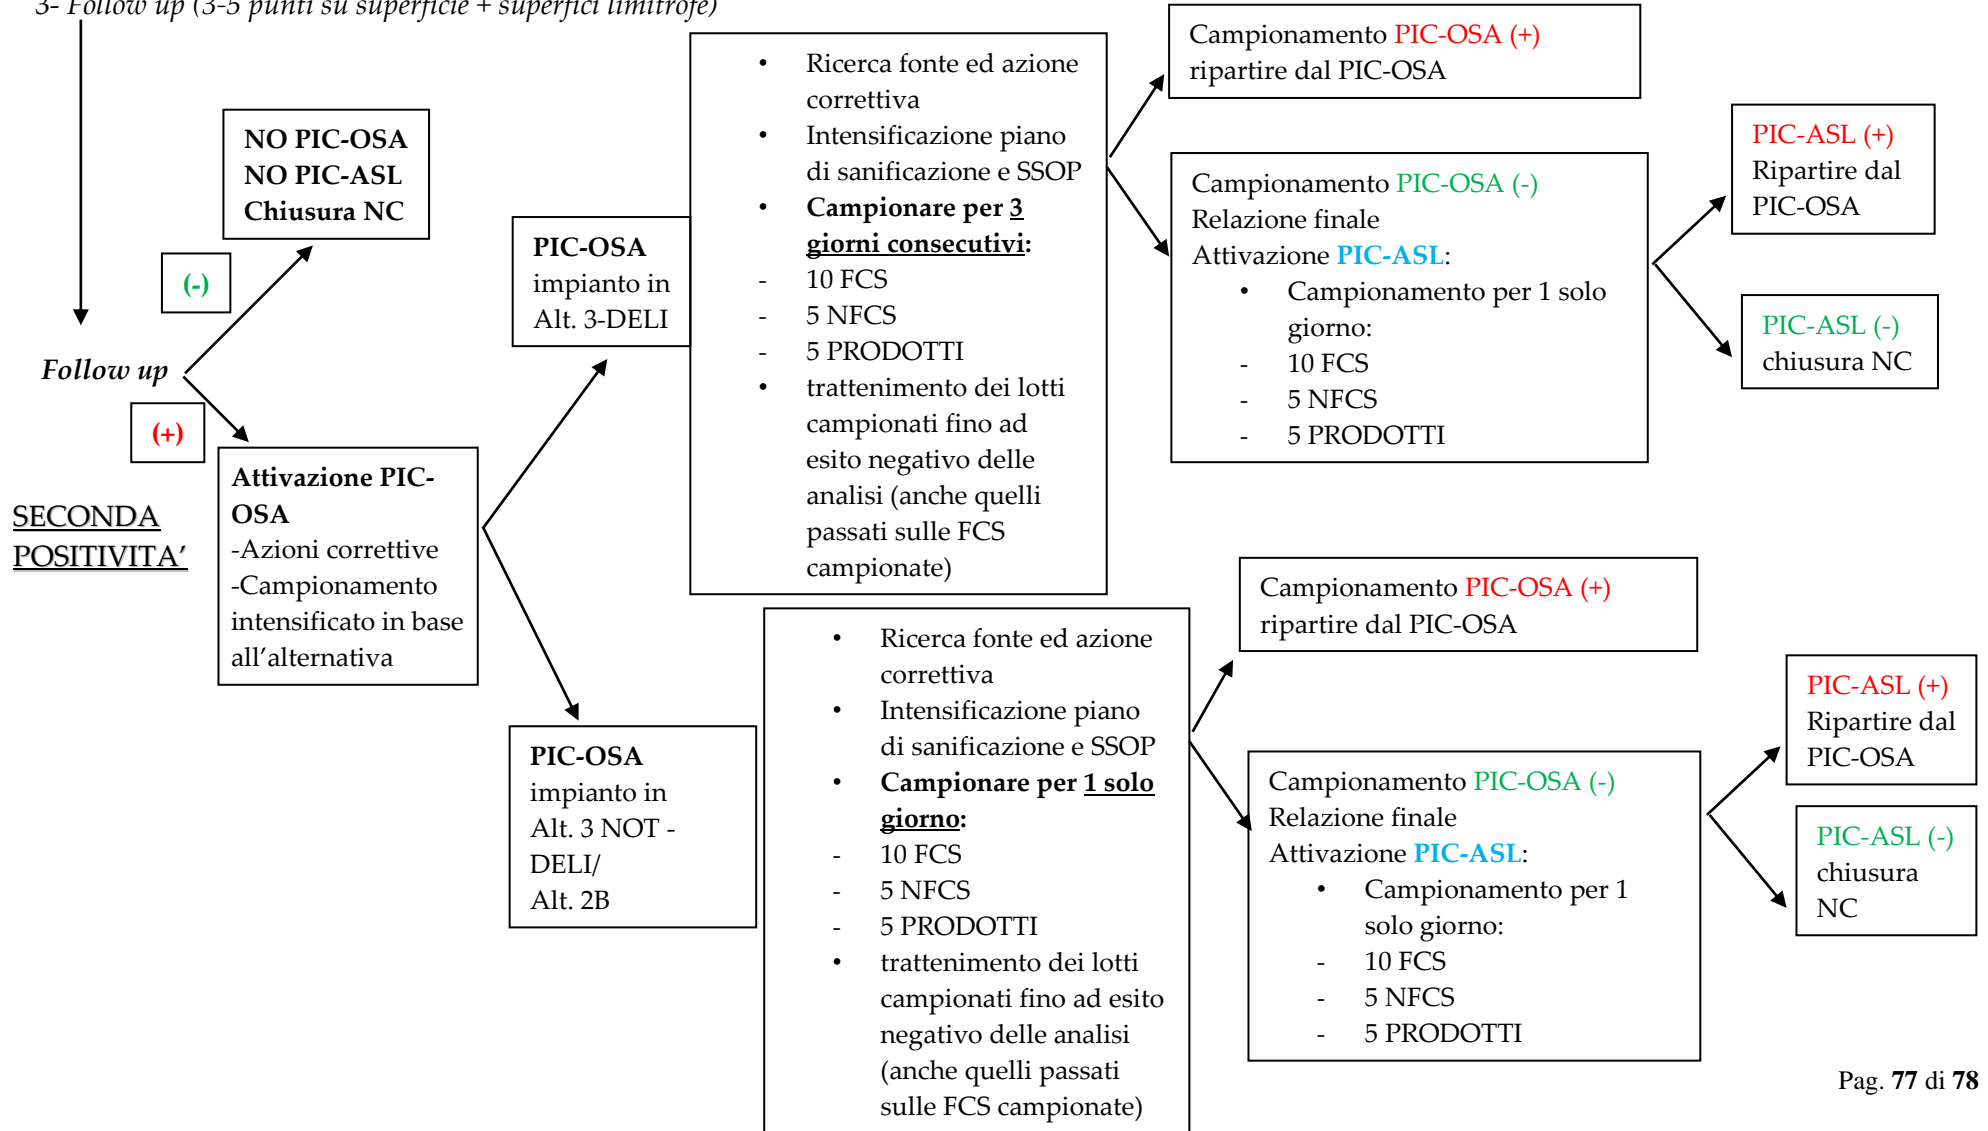 3- Follow up (3-5 punti su superficie + superfici limitrofe)
NO PIC-OSA
NO PIC-ASL
Chiusura NC
(-)
Follow up
(+)
SECONDA
POSITIVITA’
Attivazione PIC-
OSA
-Azioni correttive
-Campionamento
intensificato in base
all’alternativa
PIC-OSA
impianto in
Alt. 3-DELI
• Ricerca fonte ed azione
correttiva
• Intensificazione piano
di sanificazione e SSOP
• Campionare per 3
giorni consecutivi:
- 10 FCS
- 5 NFCS
- 5 PRODOTTI
• trattenimento dei lotti
campionati fino ad
esito negativo delle
analisi (anche quelli
passati sulle FCS
campionate)
Campionamento PIC-OSA (+)
ripartire dal PIC-OSA
Campionamento PIC-OSA (-)
Relazione finale
Attivazione PIC-ASL:
• Campionamento per 1 solo
giorno:
- 10 FCS
- 5 NFCS
- 5 PRODOTTI
PIC-ASL (+)
Ripartire dal
PIC-OSA
PIC-ASL (-)
chiusura NC
PIC-OSA
impianto in
Alt. 3 NOT -
DELI/
Alt. 2B
• Ricerca fonte ed azione
correttiva
• Intensificazione piano
di sanificazione e SSOP
• Campionare per 1 solo
giorno:
- 10 FCS
- 5 NFCS
- 5 PRODOTTI
• trattenimento dei lotti
campionati fino ad esito
negativo delle analisi
(anche quelli passati
sulle FCS campionate)
Campionamento PIC-OSA (+)
ripartire dal PIC-OSA
Campionamento PIC-OSA (-)
Relazione finale
Attivazione PIC-ASL:
• Campionamento per 1
solo giorno:
- 10 FCS
- 5 NFCS
- 5 PRODOTTI
PIC-ASL (+)
Ripartire dal
PIC-OSA
PIC-ASL (-)
chiusura
NC
Pag. 77 di 78